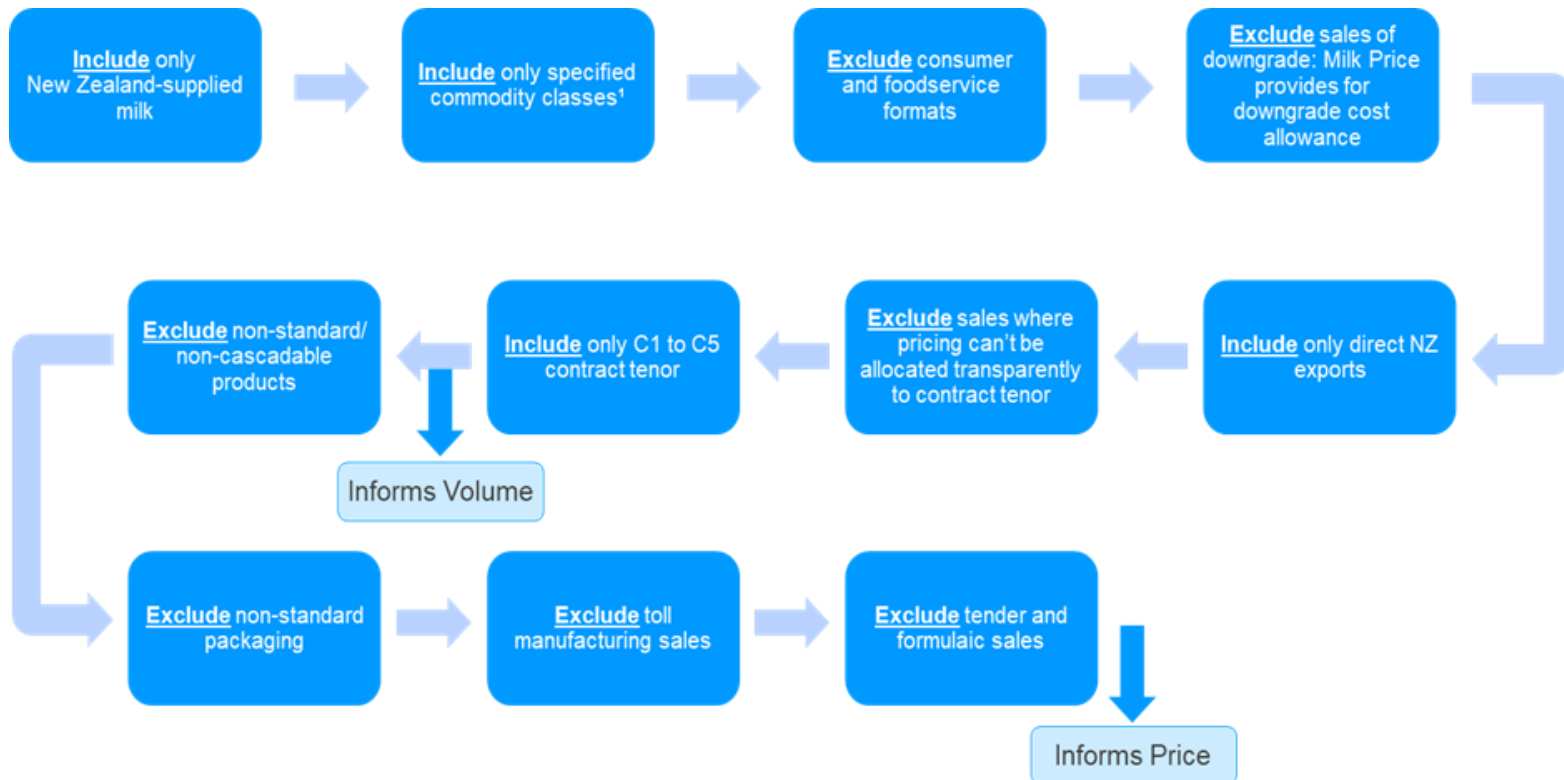 Include only
New Zealand-supplied
milk
Include only specified
commodity classes¹
Exclude consumer
and foodservice
formats
Exclude sales of
downgrade: Milk Price
provides for
downgrade cost
allowance
Include only direct NZ
exports
Exclude sales where
pricing can't be
allocated transparently
to contract tenor
Include only C1 to C5
contract tenor
Exclude non-standard/
non-cascadable
products
Informs Volume
Exclude non-standard
packaging
Exclude toll
manufacturing sales
Exclude tender and
formulaic sales
Informs Price